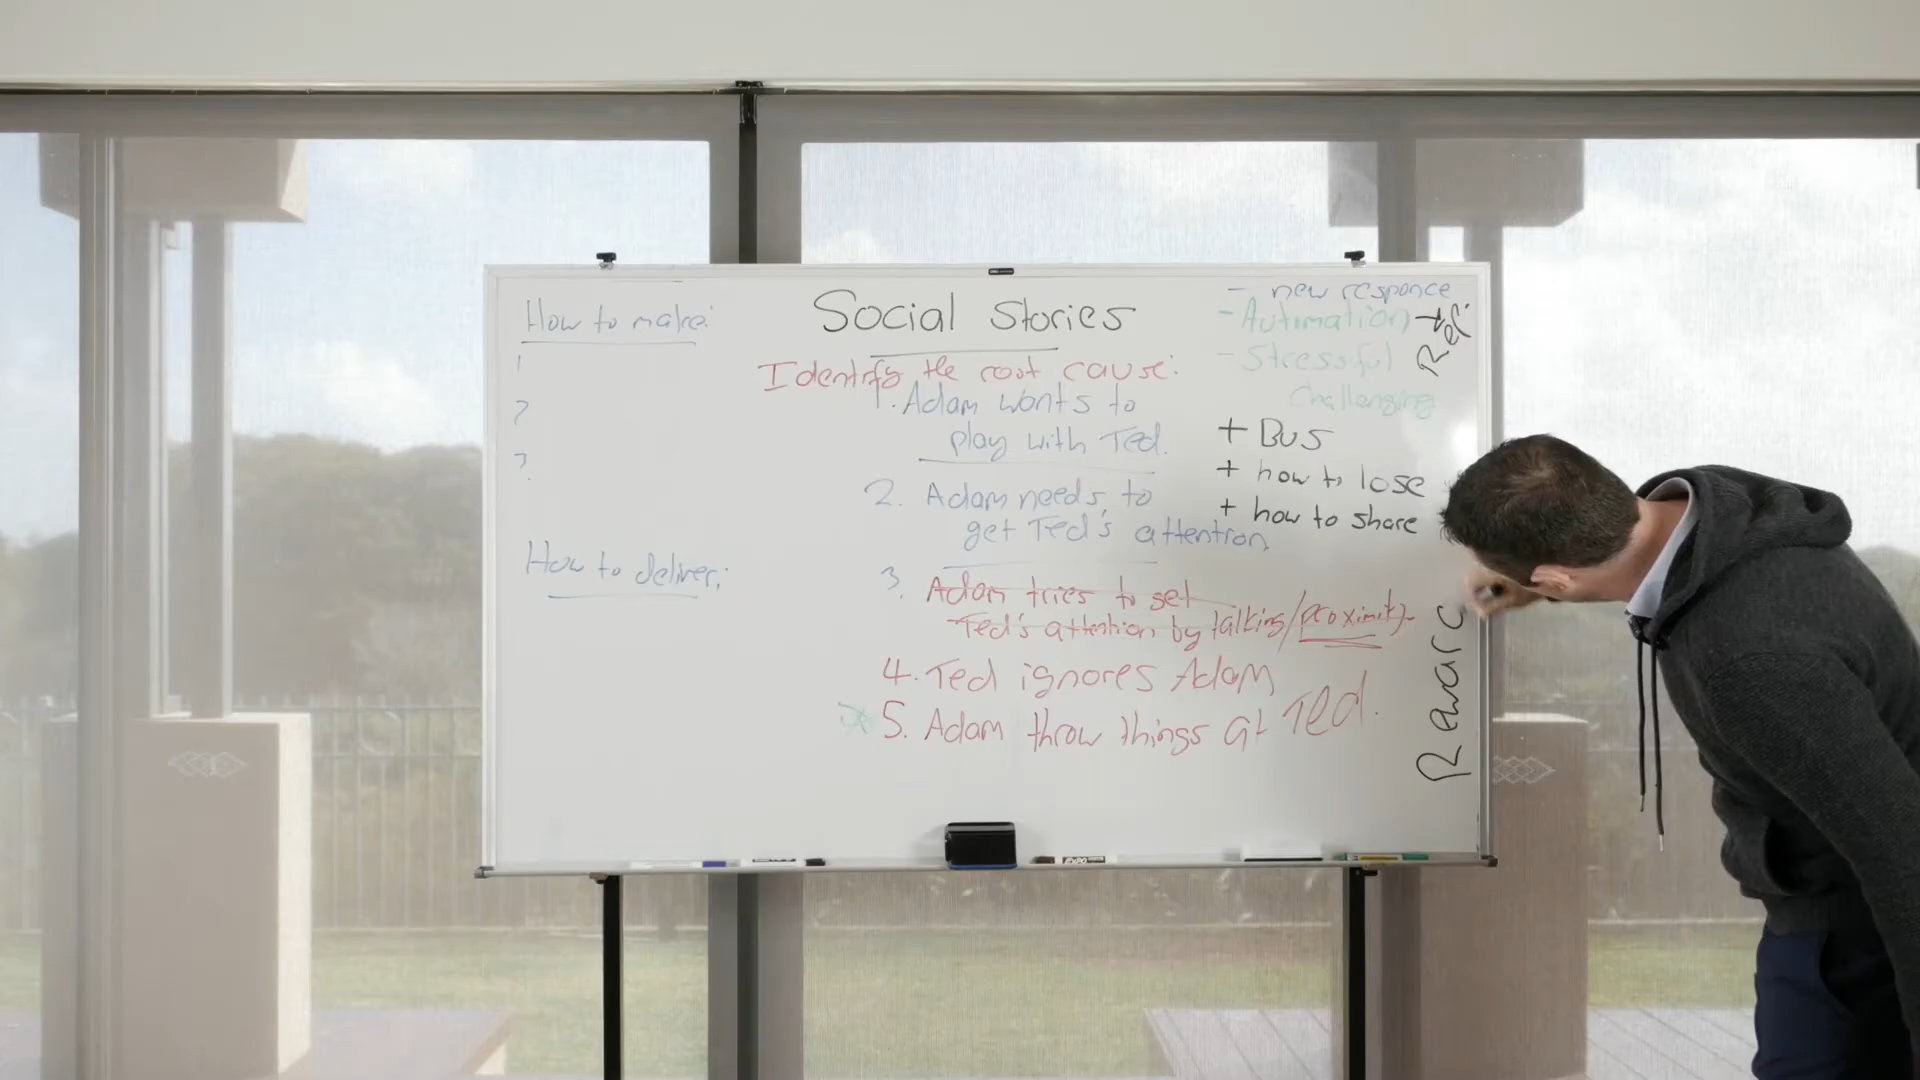 How to make:
1
2
3
How to deliver:
Social Stories
Identify the root cause:
1. Adam wants to
play with Ted.
2. Adam needs to
get Ted's attention
3. Adam tries to get
Ted's attention by talking/proximity
4. Ted ignores Adam
5. Adam throw things at Ted.
- new responce
- Automation
- Stressful
Challenging
+ Bus
+ how to lose
+ how to share
+ Ref:
Rewarc
EXPO